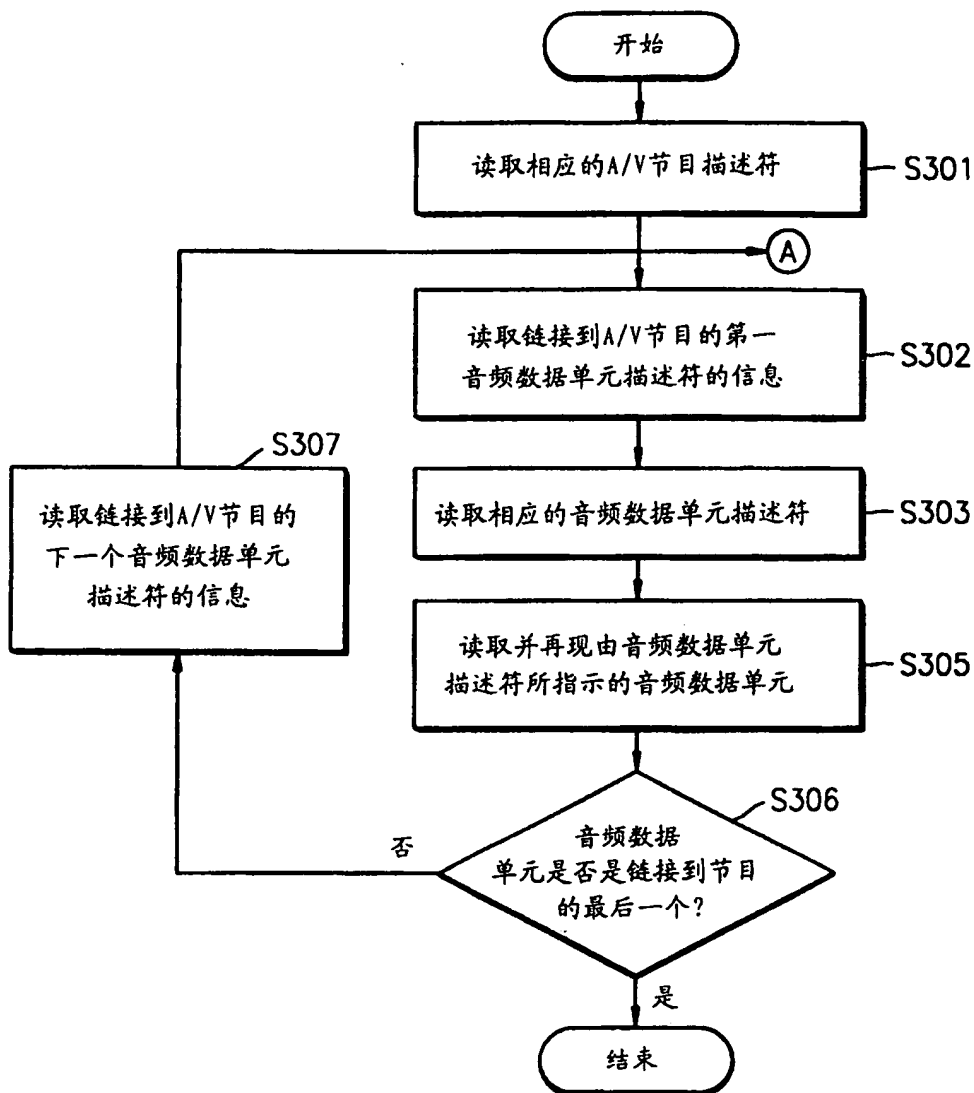 开始
读取相应的A/V节目描述符
S301
A
读取链接到A/V节目的第一
音频数据单元描述符的信息
S302
S307
读取链接到A/V节目的
下一个音频数据单元
描述符的信息
读取相应的音频数据单元描述符
S303
读取并再现由音频数据单元
描述符所指示的音频数据单元
S305
S306
音频数据
单元是否是链接到节目
的最后一个?
否
是
结束